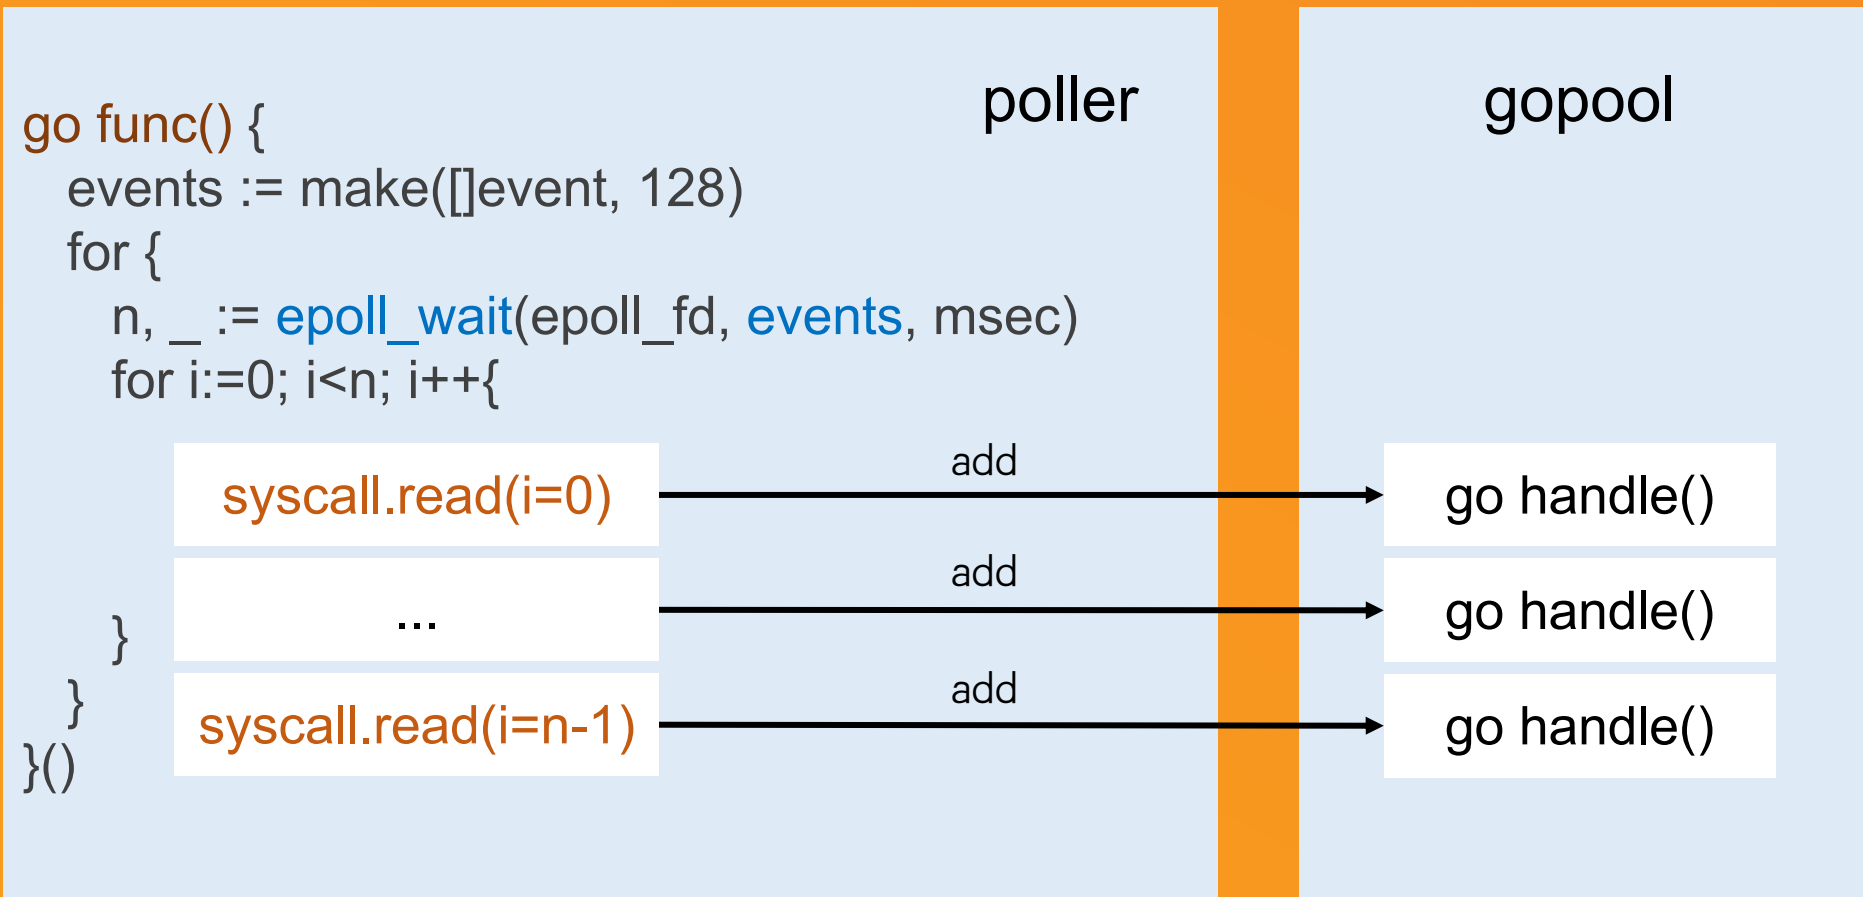 poller
go func() {
events := make([]event, 128)
for {
n, _ := epoll_wait(epoll_fd, events, msec)
for i:=0; i<n; i++{
syscall.read(i=0)
...
syscall.read(i=n-1)
}
}
}()
add
add
add
gopool
go handle()
go handle()
go handle()